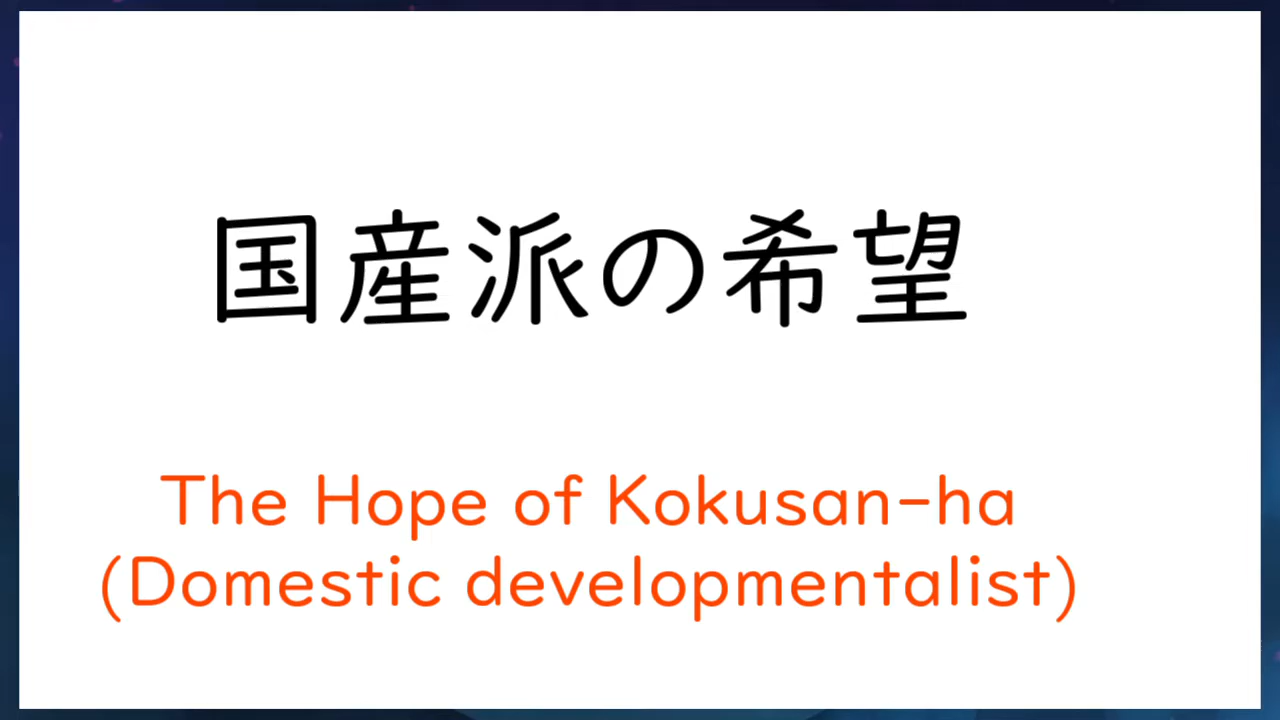 国産派の希望
The Hope of Kokusan-ha
(Domestic developmentalist)